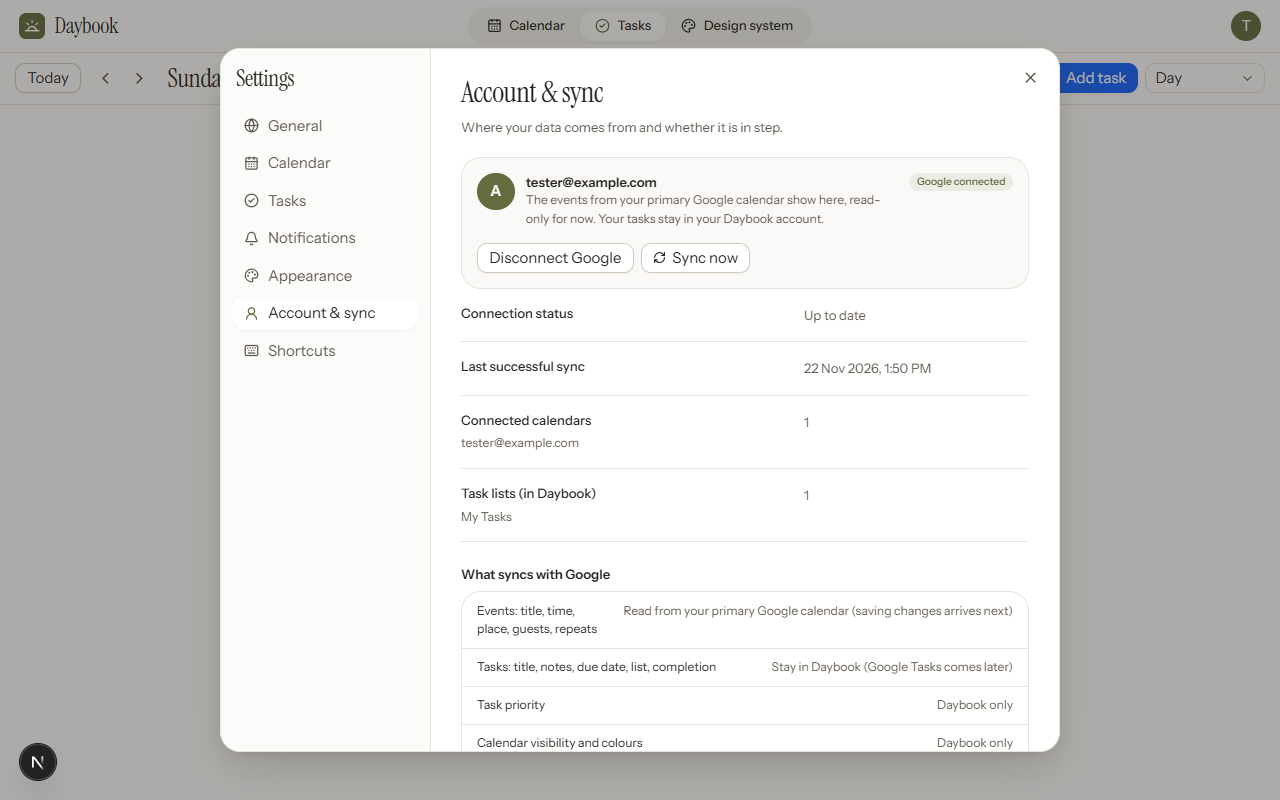 Daybook
Calendar
Tasks
Design system
T
Today
Sunda
Add task
Day
Settings
General
Calendar
Tasks
Notifications
Appearance
Account & sync
Shortcuts
Account & sync
Where your data comes from and whether it is in step.
A
tester@example.com
Google connected
The events from your primary Google calendar show here, read-
only for now. Your tasks stay in your Daybook account.
Disconnect Google
Sync now
Connection status
Up to date
Last successful sync
22 Nov 2026, 1:50 PM
Connected calendars
1
tester@example.com
Task lists (in Daybook)
1
My Tasks
What syncs with Google
Events: title, time,
place, guests, repeats
Read from your primary Google calendar (saving changes arrives next)
Tasks: title, notes, due date, list, completion
Stay in Daybook (Google Tasks comes later)
Task priority
Daybook only
Calendar visibility and colours
Daybook only
N